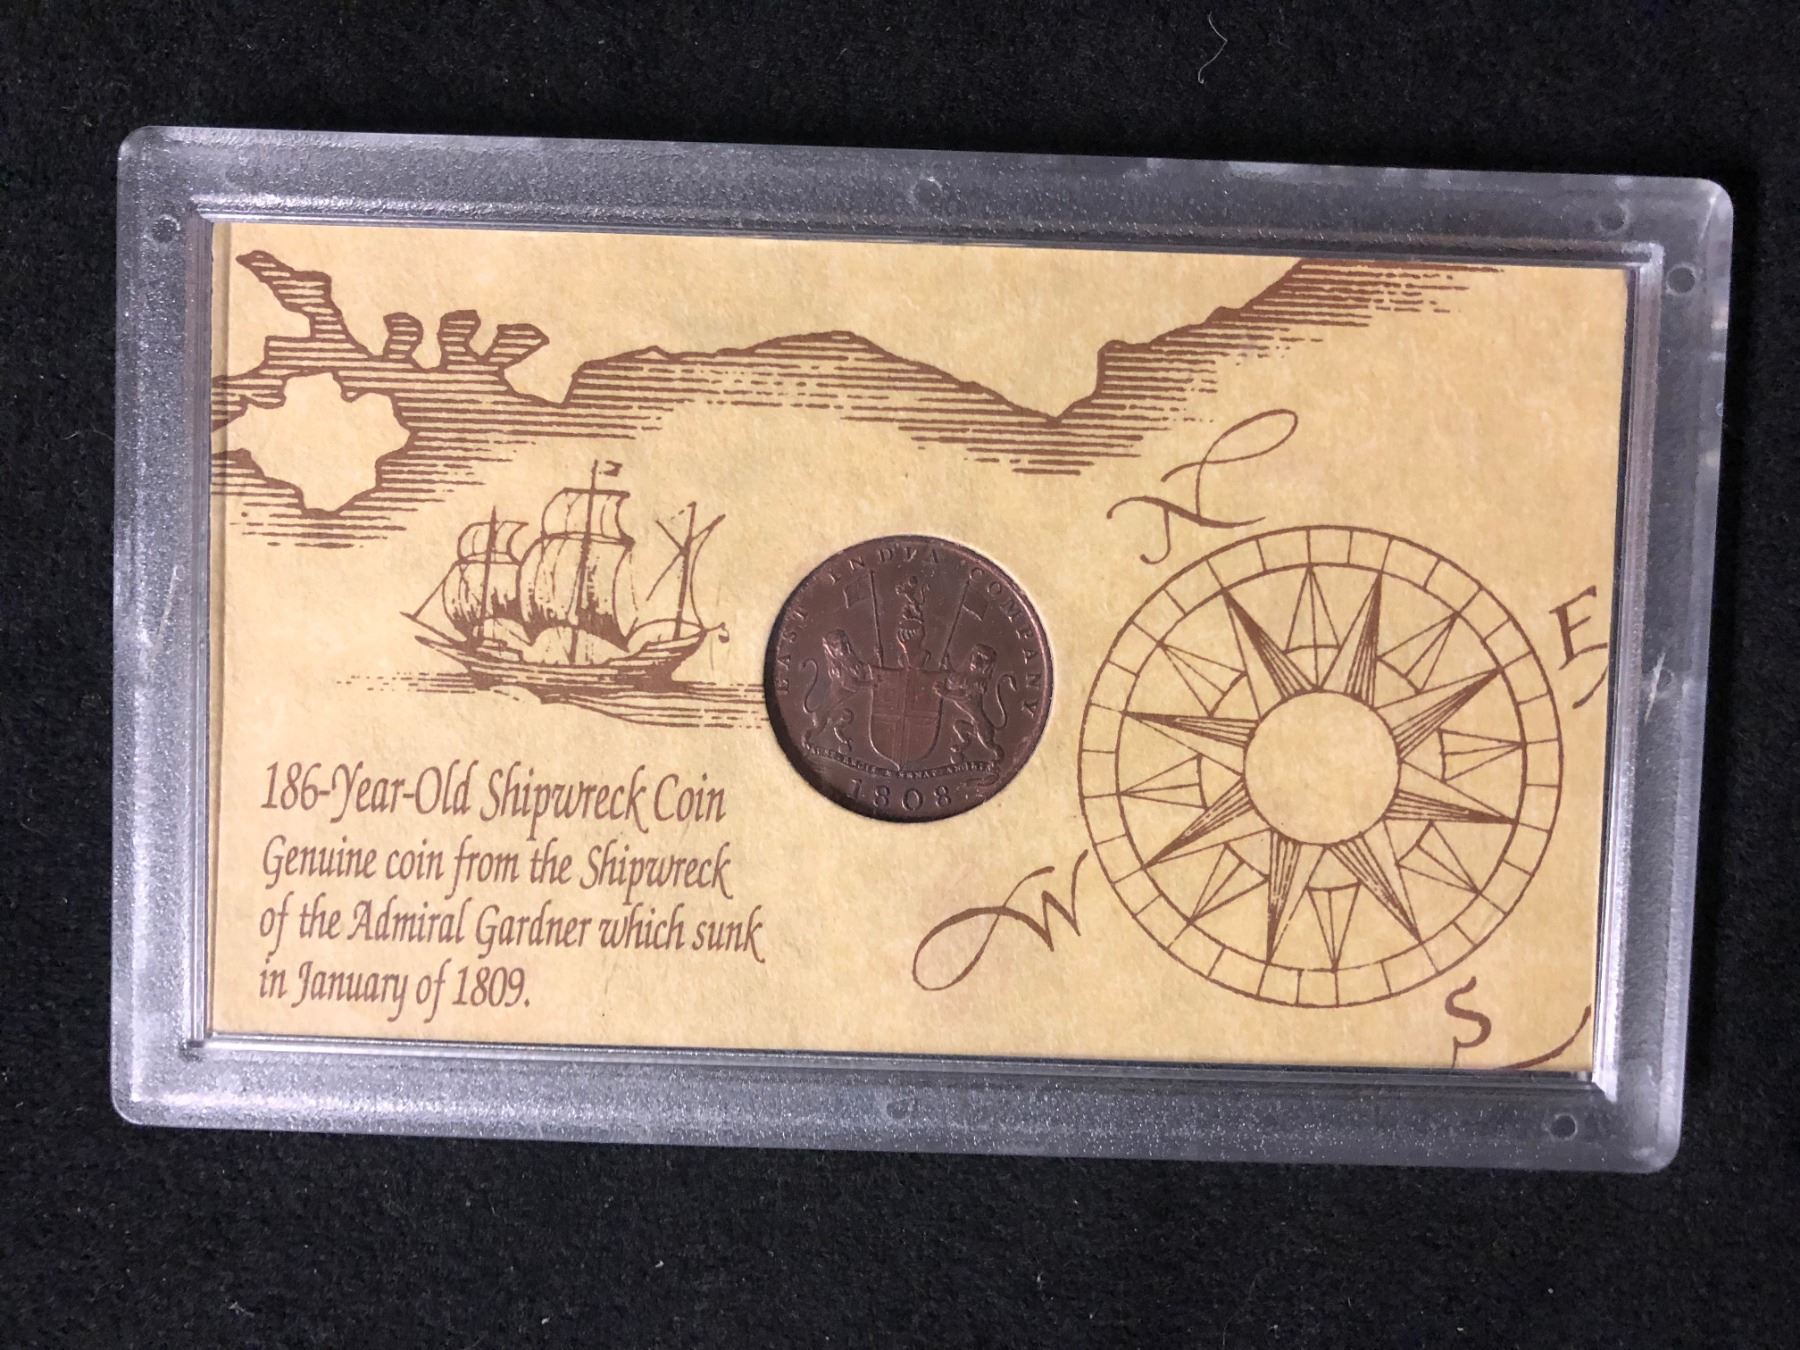 EAST INDIA COMPANY
1808
N
E
S
W
186-Year-Old Shipwreck Coin
Genuine coin from the Shipwreck
of the Admiral Gardner which sunk
in January of 1809.